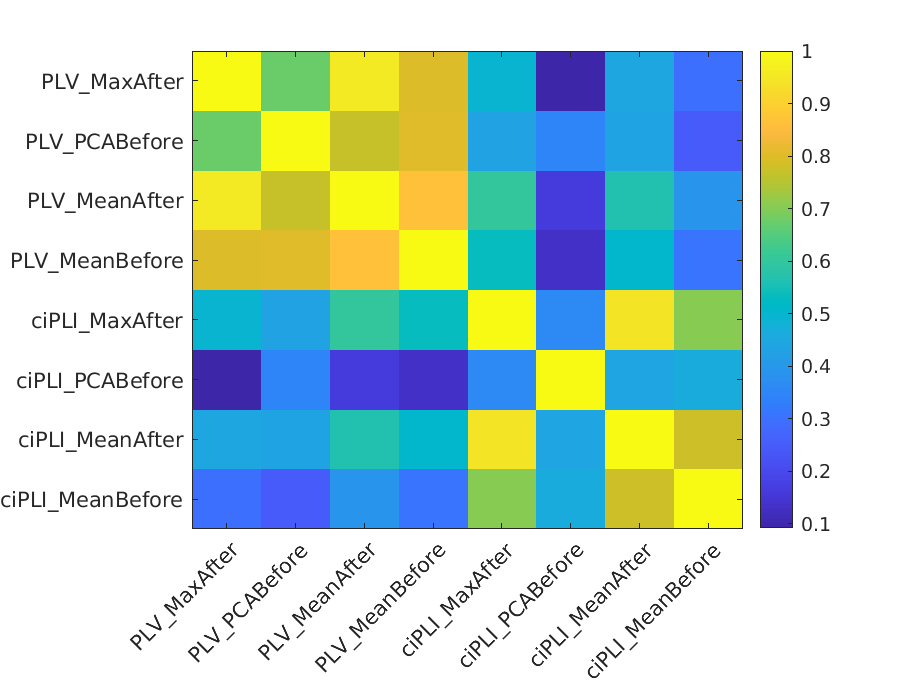 PLV_MaxAfter
PLV_PCABefore
PLV_MeanAfter
PLV_MeanBefore
ciPLI_MaxAfter
ciPLI_PCABefore
ciPLI_MeanAfter
ciPLI_MeanBefore
PLV_MaxAfter
PLV_PCABefore
PLV_MeanAfter
PLV_MeanBefore
ciPLI_MaxAfter
ciPLI_PCABefore
ciPLI_MeanAfter
ciPLI_MeanBefore
1
0.9
0.8
0.7
0.6
0.5
0.4
0.3
0.2
0.1